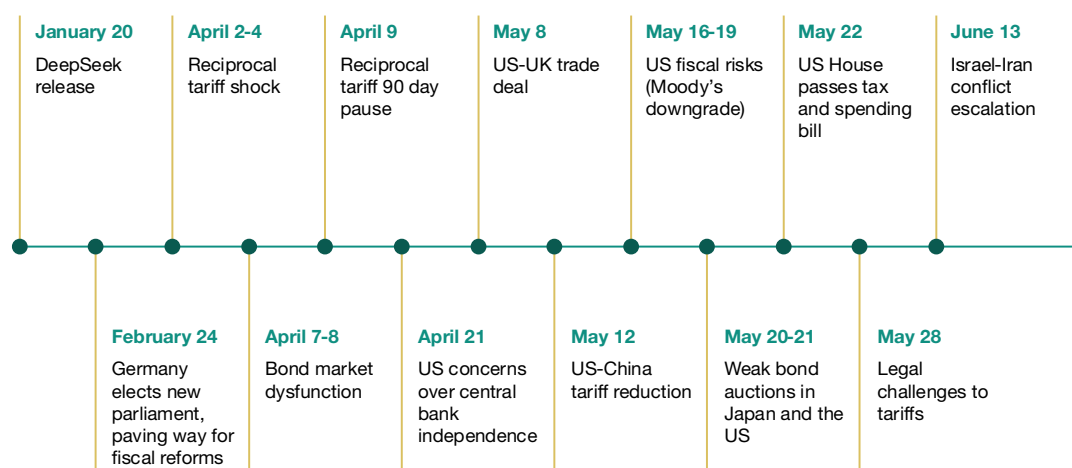 January 20
DeepSeek
release
April 2-4
Reciprocal
tariff shock
April 9
Reciprocal
tariff 90 day
pause
May 8
US-UK trade
deal
May 16-19
US fiscal risks
(Moody's
downgrade)
May 22
US House
passes tax
and spending
bill
June 13
Israel-Iran
conflict
escalation
February 24
Germany
elects new
parliament,
paving way for
fiscal reforms
April 7-8
Bond market
dysfunction
April 21
US concerns
over central
bank
independence
May 12
US-China
tariff reduction
May 20-21
Weak bond
auctions in
Japan and the
US
May 28
Legal
challenges to
tariffs